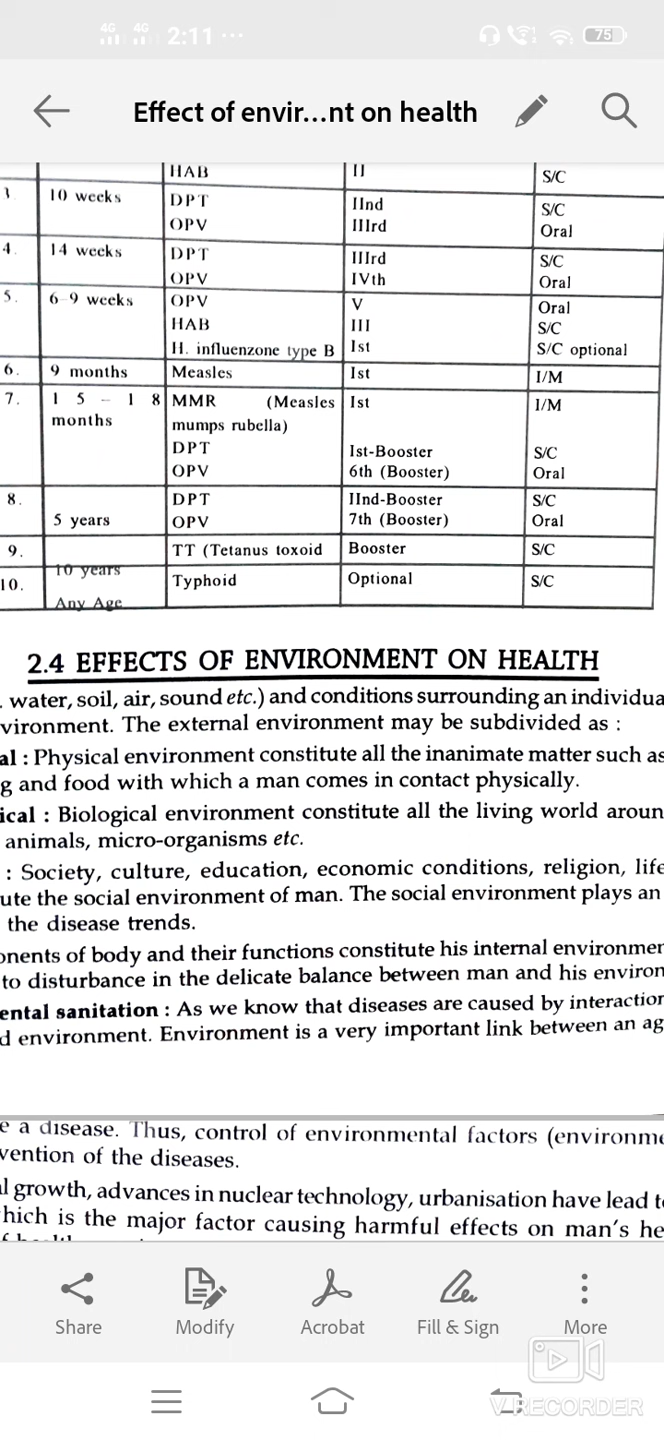 4G 4G 2:11 ... 75
Effect of envir...nt on health
HAB II S/C
3 10 weeks DPT IInd S/C
OPV IIIrd Oral
4. 14 weeks DPT IIIrd S/C
OPV IVth Oral
5. 6-9 weeks OPV V Oral
HAB III S/C
H. influenzone type B Ist S/C optional
6. 9 months Measles Ist I/M
7. 1 5 – 1 8 MMR (Measles Ist I/M
months mumps rubella)
DPT Ist-Booster S/C
OPV 6th (Booster) Oral
8. DPT IInd-Booster S/C
5 years OPV 7th (Booster) Oral
9. TT (Tetanus toxoid Booster S/C
10 years
10. Typhoid Optional S/C
Any Age
2.4 EFFECTS OF ENVIRONMENT ON HEALTH
. water, soil, air, sound etc.) and conditions surrounding an individua
vironment. The external environment may be subdivided as :
al : Physical environment constitute all the inanimate matter such as
g and food with which a man comes in contact physically.
ical : Biological environment constitute all the living world aroun
animals, micro-organisms etc.
: Society, culture, education, economic conditions, religion, life
ute the social environment of man. The social environment plays an
the disease trends.
onents of body and their functions constitute his internal environmen
to disturbance in the delicate balance between man and his environ
ental sanitation : As we know that diseases are caused by interaction
d environment. Environment is a very important link between an ag
e a disease. Thus, control of environmental factors (environme
vention of the diseases.
al growth, advances in nuclear technology, urbanisation have lead to
hich is the major factor causing harmful effects on man's he
Share Modify Acrobat Fill & Sign More
V RECORDER